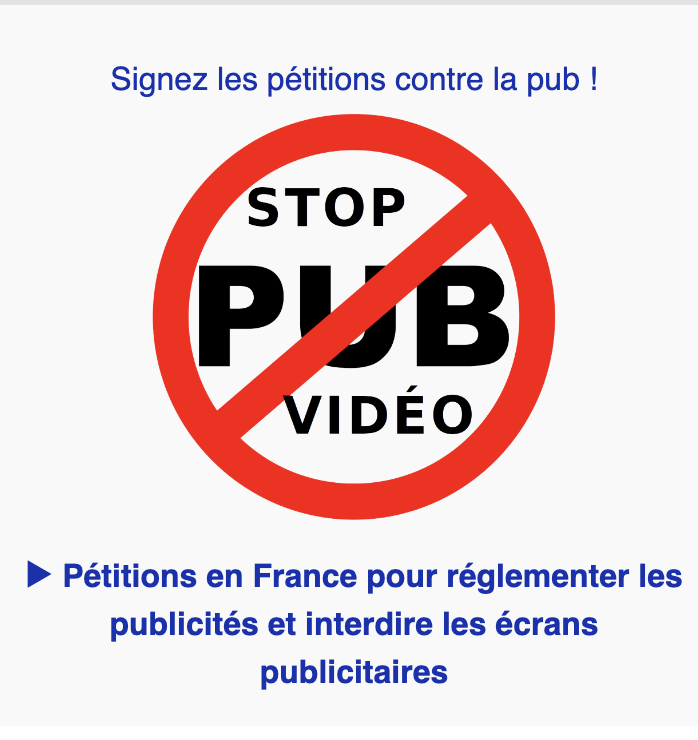 Signez les pétitions contre la pub !
STOP
PUB
VIDÉO
▶ Pétitions en France pour réglementer les
publicités et interdire les écrans
publicitaires